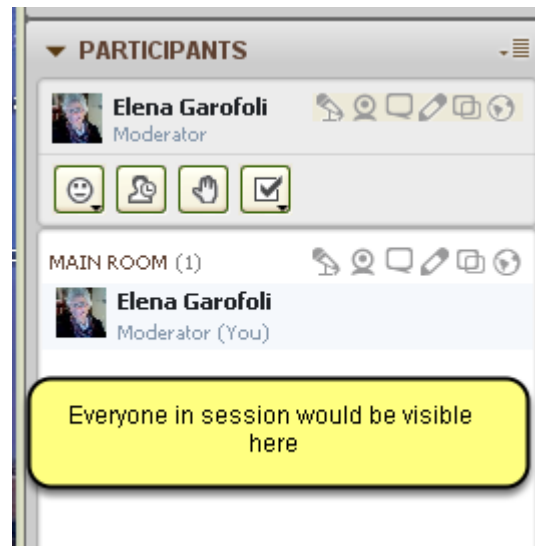 PARTICIPANTS
Elena Garofoli
Moderator
MAIN ROOM (1)
Elena Garofoli
Moderator (You)
Everyone in session would be visible
here